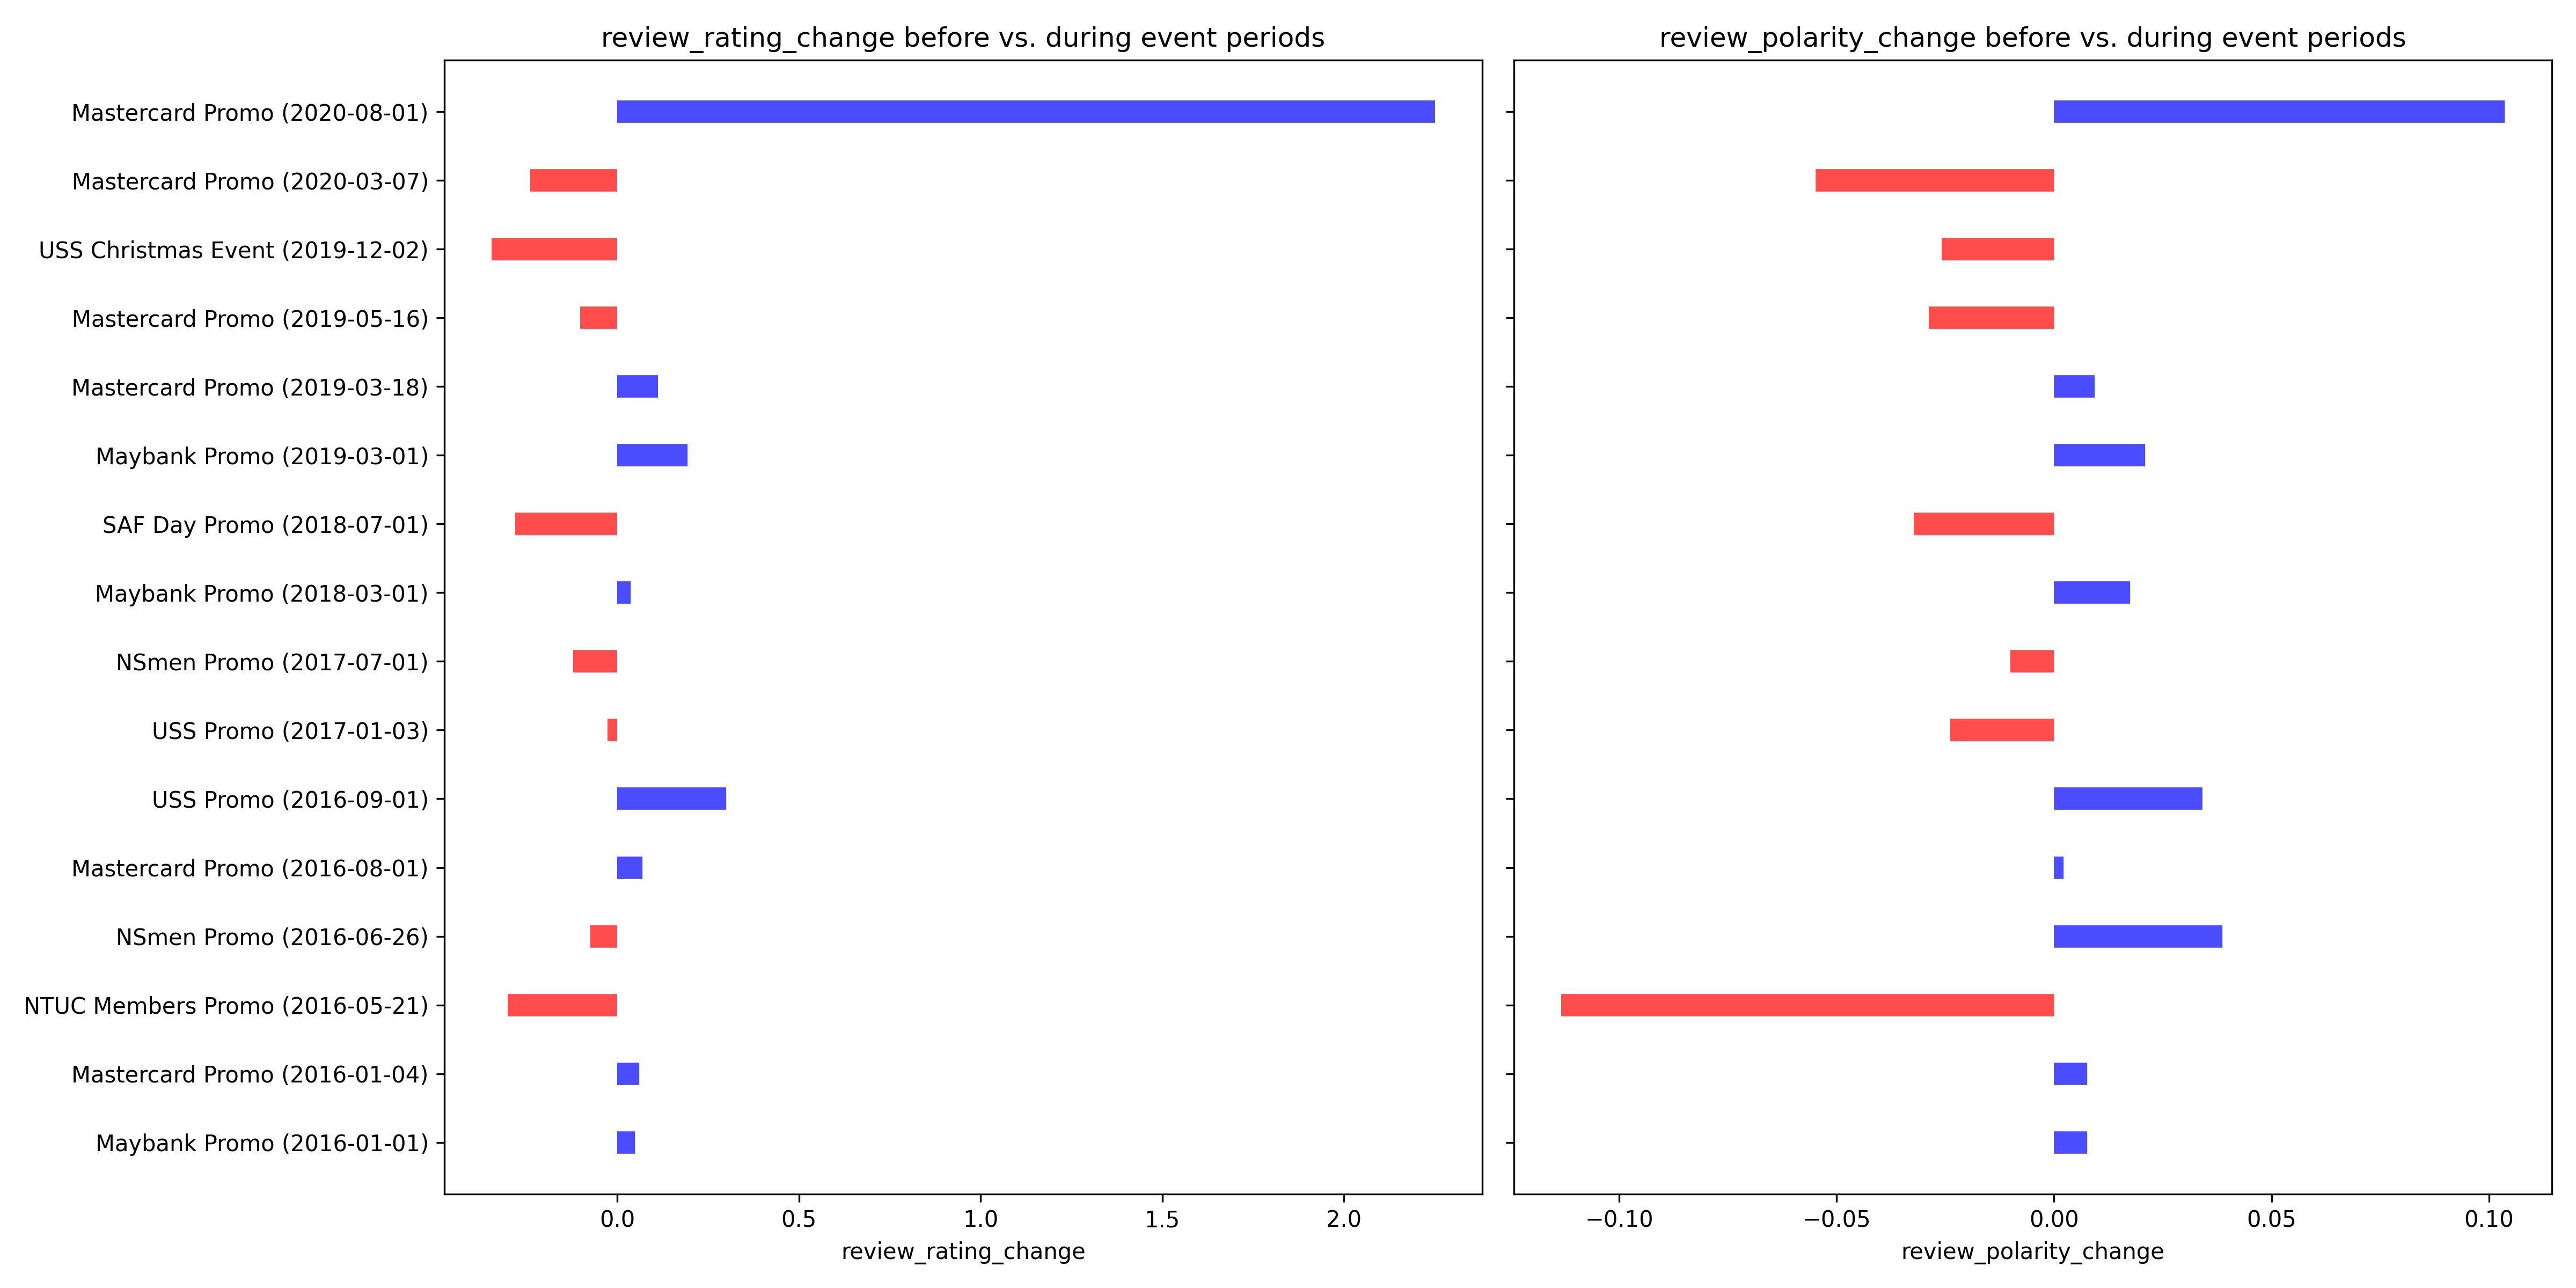 review_rating_change before vs. during event periods
Mastercard Promo (2020-08-01)
Mastercard Promo (2020-03-07)
USS Christmas Event (2019-12-02)
Mastercard Promo (2019-05-16)
Mastercard Promo (2019-03-18)
Maybank Promo (2019-03-01)
SAF Day Promo (2018-07-01)
Maybank Promo (2018-03-01)
NSmen Promo (2017-07-01)
USS Promo (2017-01-03)
USS Promo (2016-09-01)
Mastercard Promo (2016-08-01)
NSmen Promo (2016-06-26)
NTUC Members Promo (2016-05-21)
Mastercard Promo (2016-01-04)
Maybank Promo (2016-01-01)
0.0 0.5 1.0 1.5 2.0
review_rating_change
review_polarity_change before vs. during event periods
−0.10 −0.05 0.00 0.05 0.10
review_polarity_change